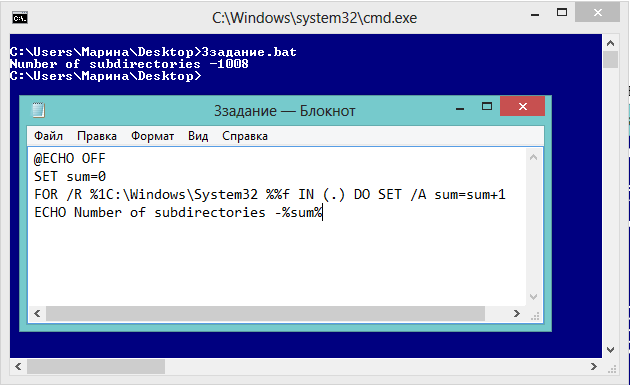 C:\Windows\system32\cmd.exe
C:\Users\Марина\Desktop>3задание.bat
Number of subdirectories -1008
C:\Users\Марина\Desktop>
3задание — Блокнот
Файл Правка Формат Вид Справка
@ECHO OFF
SET sum=0
FOR /R %1C:\Windows\System32 %%f IN (.) DO SET /A sum=sum+1
ECHO Number of subdirectories -%sum%